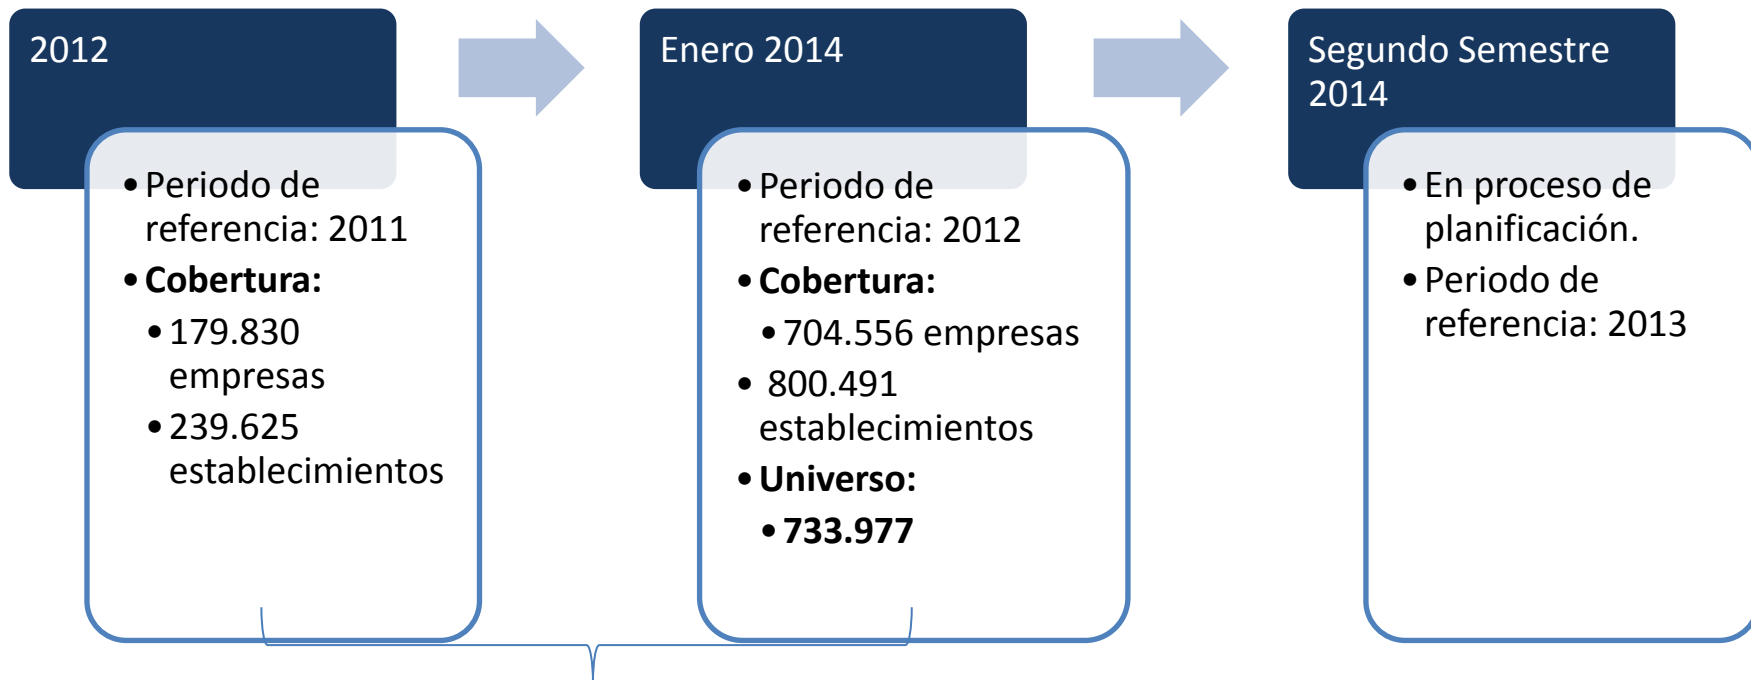 2012
• Periodo de
referencia: 2011
• Cobertura:
• 179.830
empresas
• 239.625
establecimientos
Enero 2014
• Periodo de
referencia: 2012
• Cobertura:
• 704.556 empresas
• 800.491
establecimientos
• Universo:
• 733.977
Segundo Semestre
2014
• En proceso de
planificación.
• Periodo de
referencia: 2013